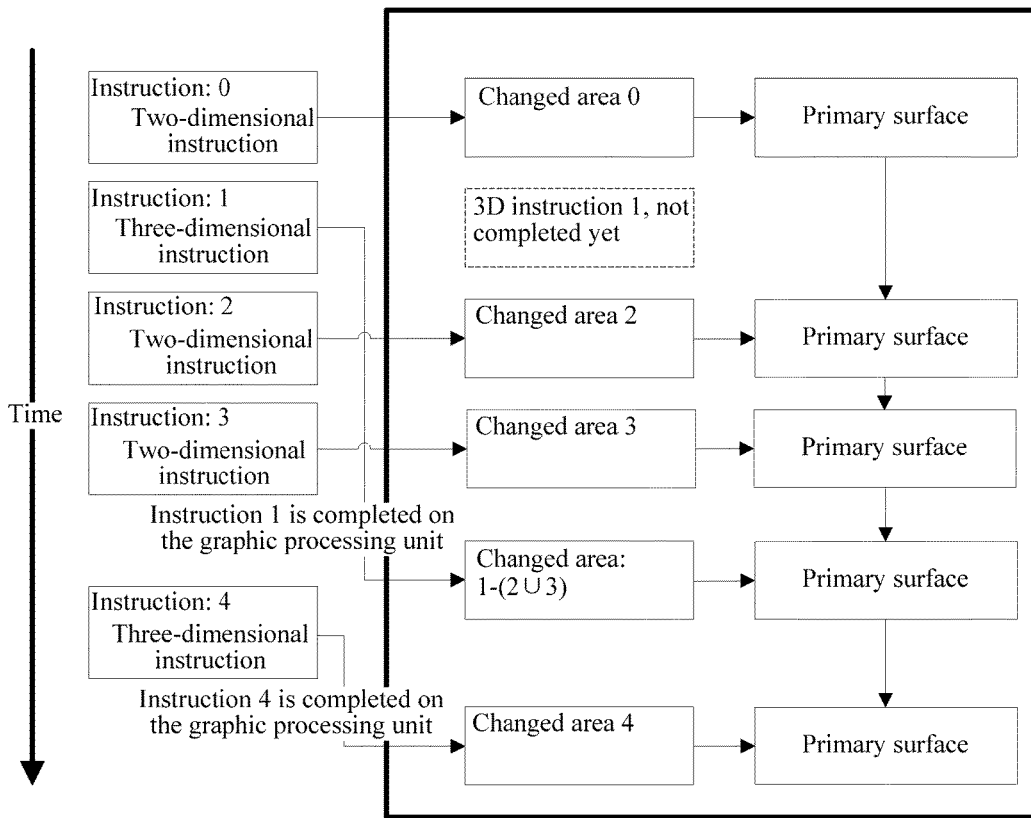 Instruction: 0
Two-dimensional
instruction
Changed area 0
Primary surface
Instruction: 1
Three-dimensional
instruction
3D instruction 1, not
completed yet
Instruction: 2
Two-dimensional
instruction
Changed area 2
Primary surface
Time
Instruction: 3
Two-dimensional
instruction
Changed area 3
Primary surface
Instruction 1 is completed on
the graphic processing unit
Changed area:
1-(2∪3)
Primary surface
Instruction: 4
Three-dimensional
instruction
Instruction 4 is completed on
the graphic processing unit
Changed area 4
Primary surface